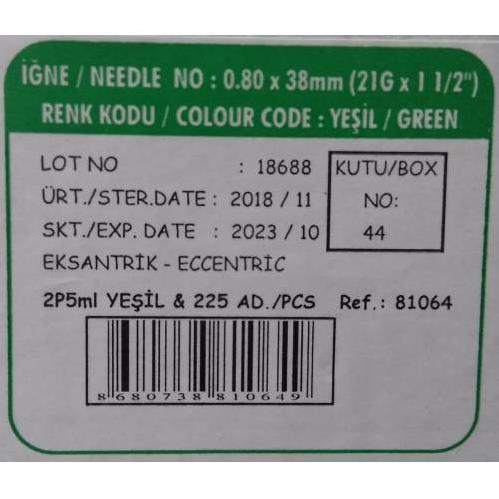 İĞNE / NEEDLE NO : 0.80 x 38mm (21G x 1 1/2")
RENK KODU / COLOUR CODE : YEŞİL / GREEN
LOT NO : 18688
ÜRT./STER.DATE : 2018 / 11
SKT./EXP. DATE : 2023 / 10
KUTU/BOX
NO:
44
EKSANTRİK - ECCENTRİC
2P5ml YEŞİL & 225 AD./PCS Ref.: 81064
8 680738 810649